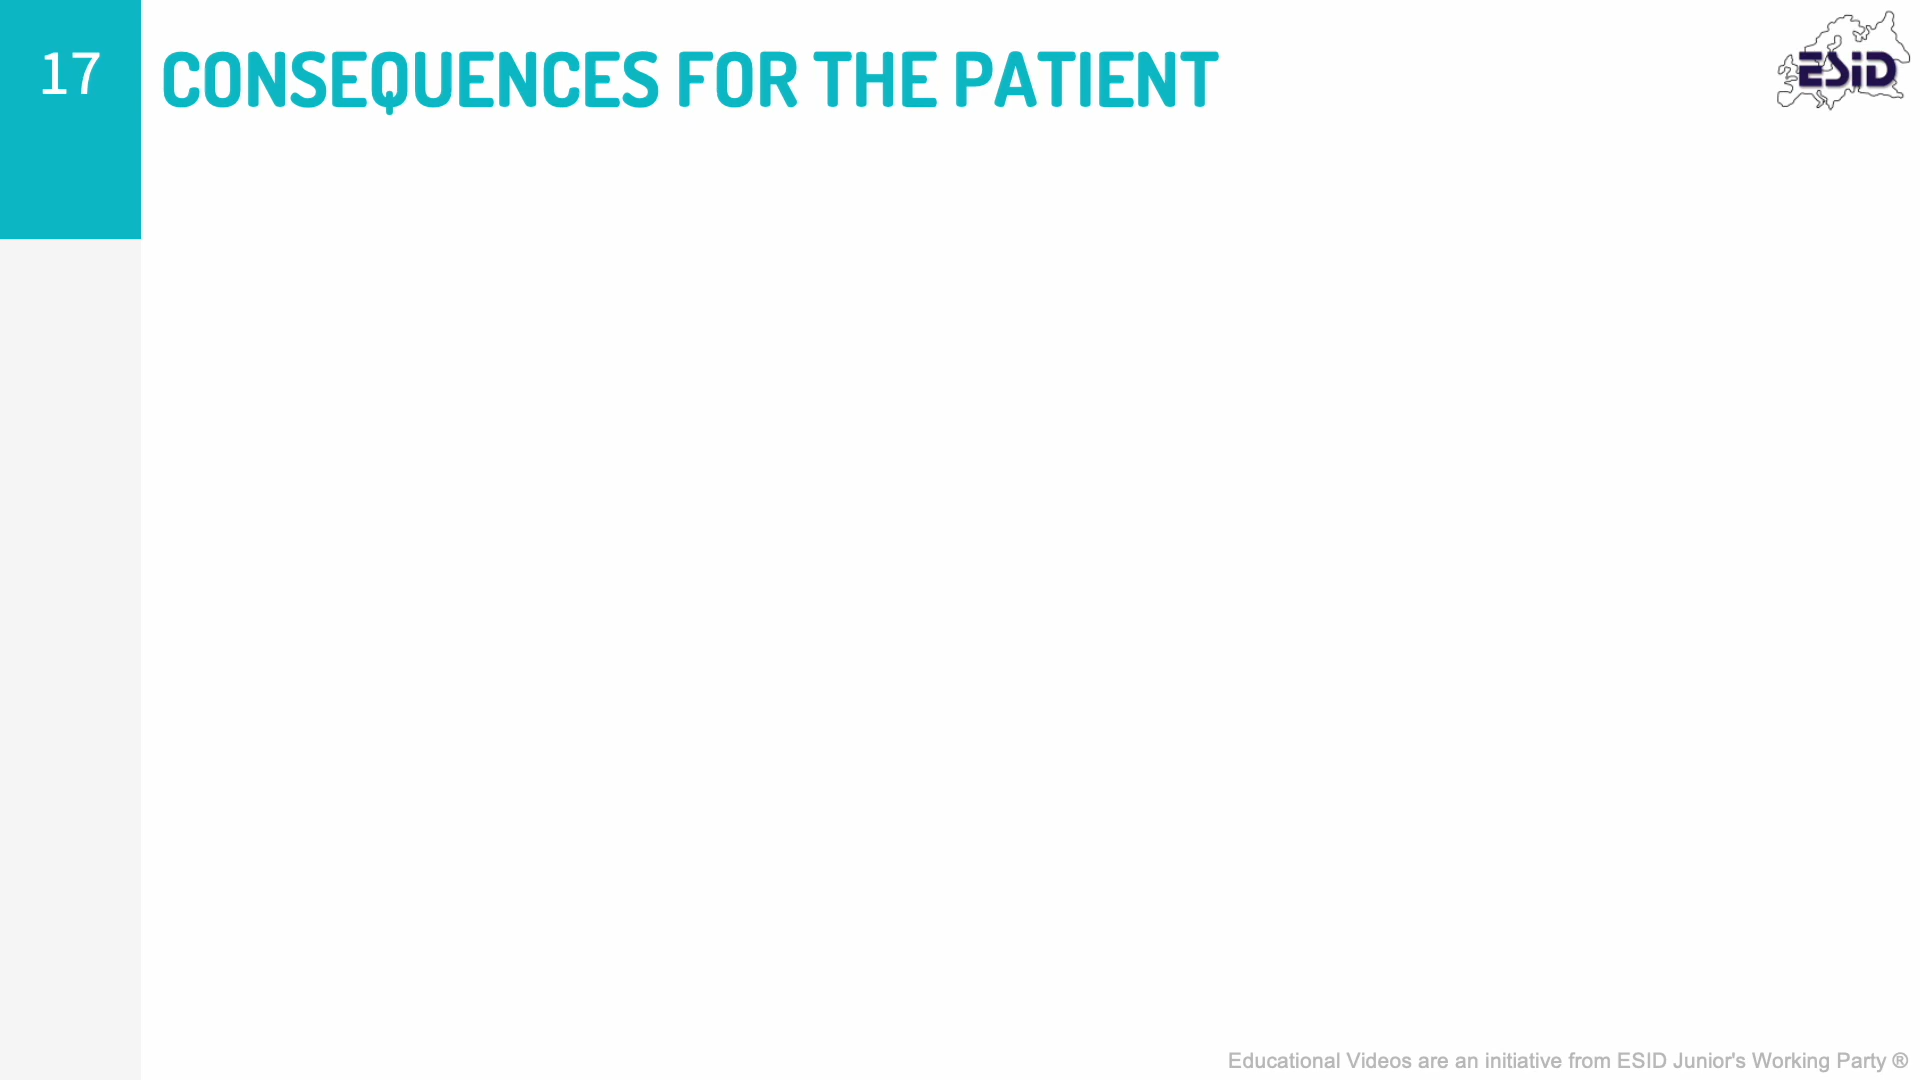 17
CONSEQUENCES FOR THE PATIENT
ESiD
Educational Videos are an initiative from ESID Junior's Working Party ®